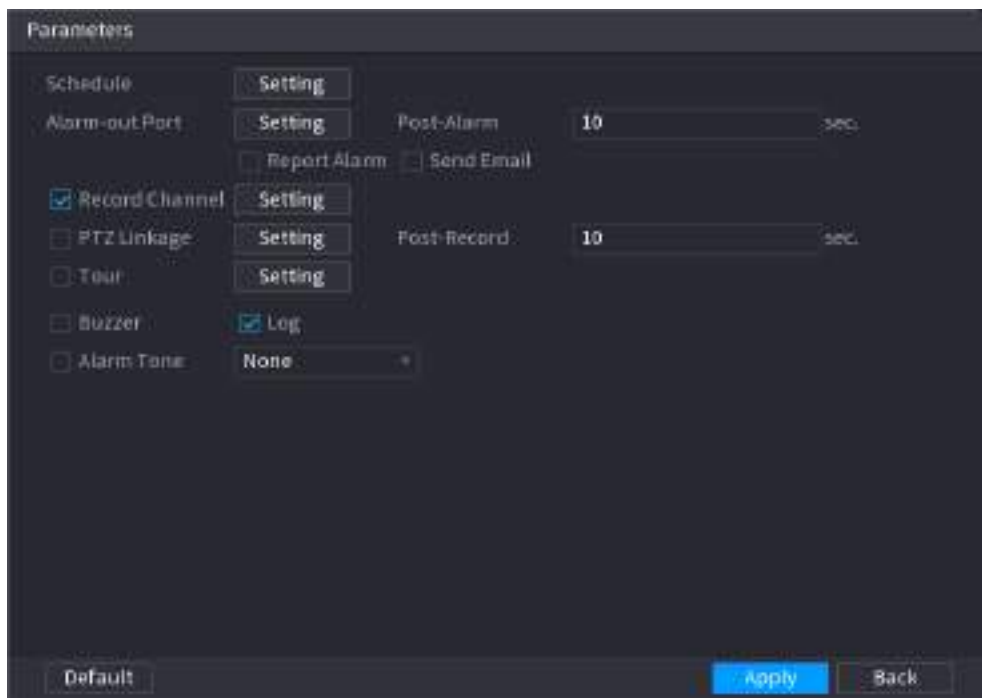 Parameters
Schedule Setting
Alarm-out Port Setting Post-Alarm 10 sec.
Report Alarm Send Email
Record Channel Setting
PTZ Linkage Setting Post-Record 10 sec.
Tour Setting
Buzzer Log
Alarm Tone None
Default Apply Back